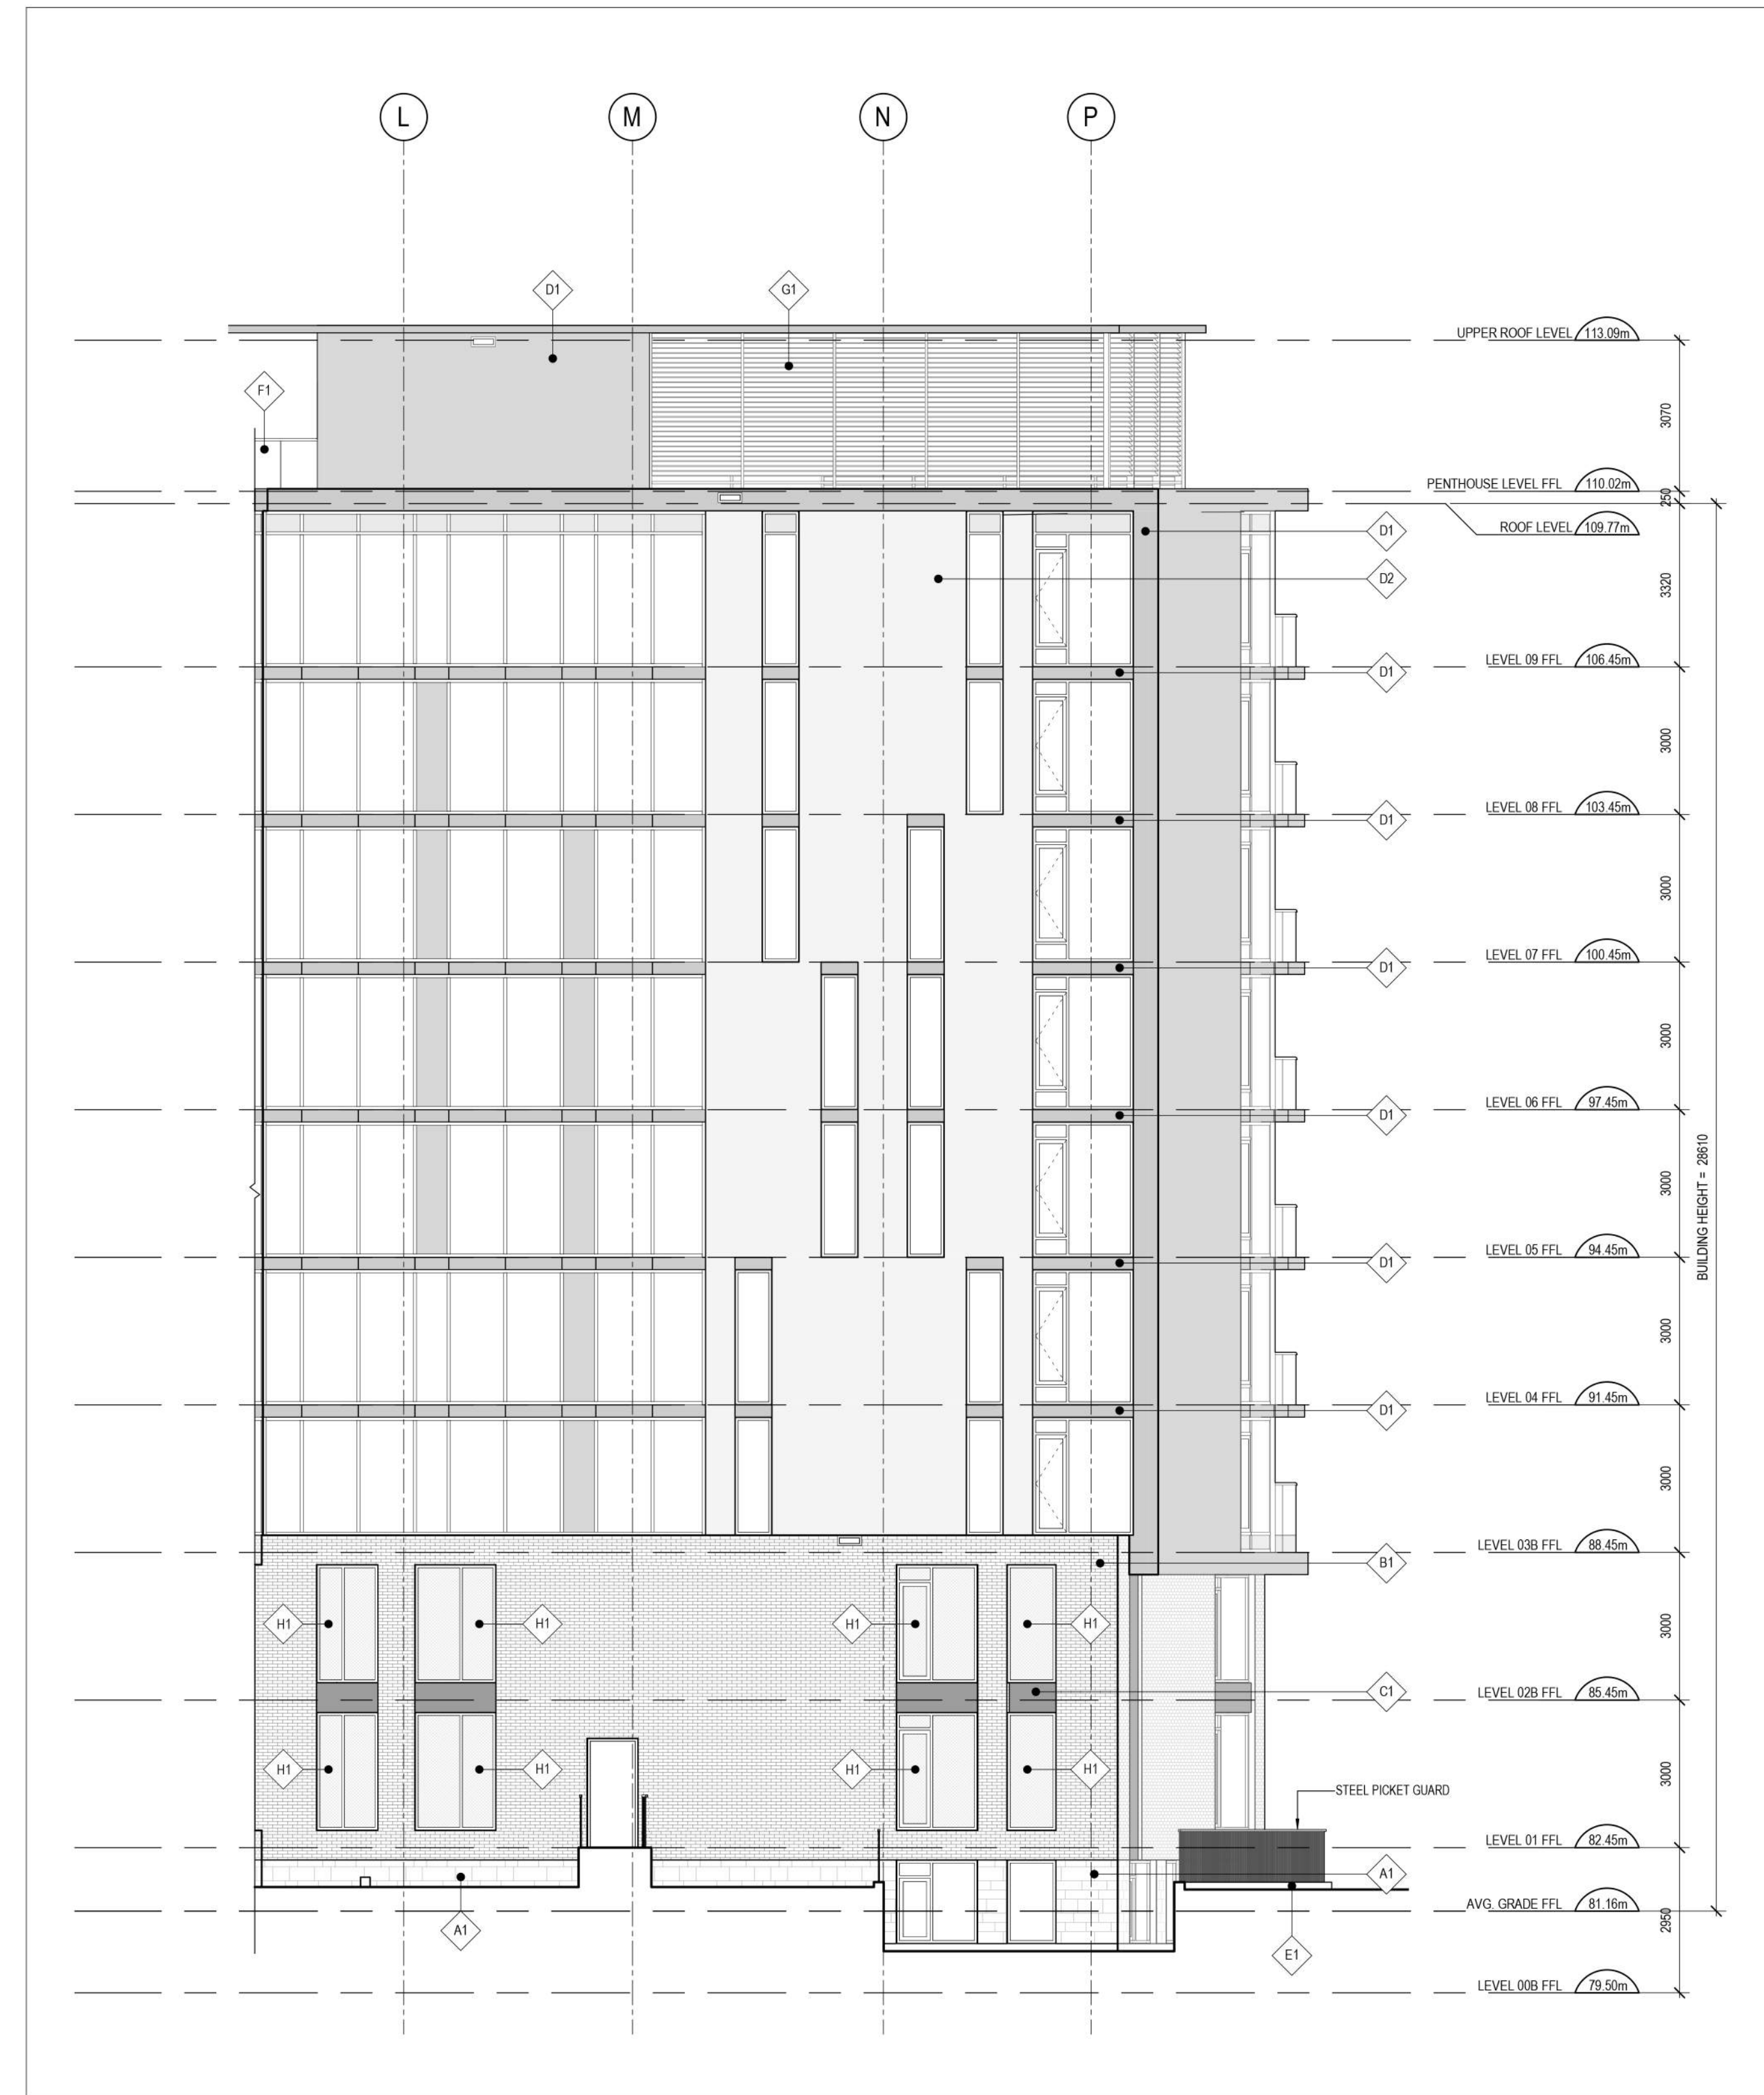 L M N P
D1 G1
UPPER ROOF LEVEL 113.09m
F1
3070
PENTHOUSE LEVEL FFL 110.02m
250
D1 ROOF LEVEL 109.77m
D2 3320
LEVEL 09 FFL 106.45m
D1
3000
LEVEL 08 FFL 103.45m
D1
3000
LEVEL 07 FFL 100.45m
D1
3000
LEVEL 06 FFL 97.45m
D1
BUILDING HEIGHT = 28610
3000
LEVEL 05 FFL 94.45m
D1
3000
LEVEL 04 FFL 91.45m
D1
3000
LEVEL 03B FFL 88.45m
B1
H1 H1 H1 H1 3000
C1 LEVEL 02B FFL 85.45m
H1 H1 H1 H1 3000
STEEL PICKET GUARD
LEVEL 01 FFL 82.45m
A1
AVG. GRADE FFL 81.16m
2950
A1
E1
LEVEL 00B FFL 79.50m